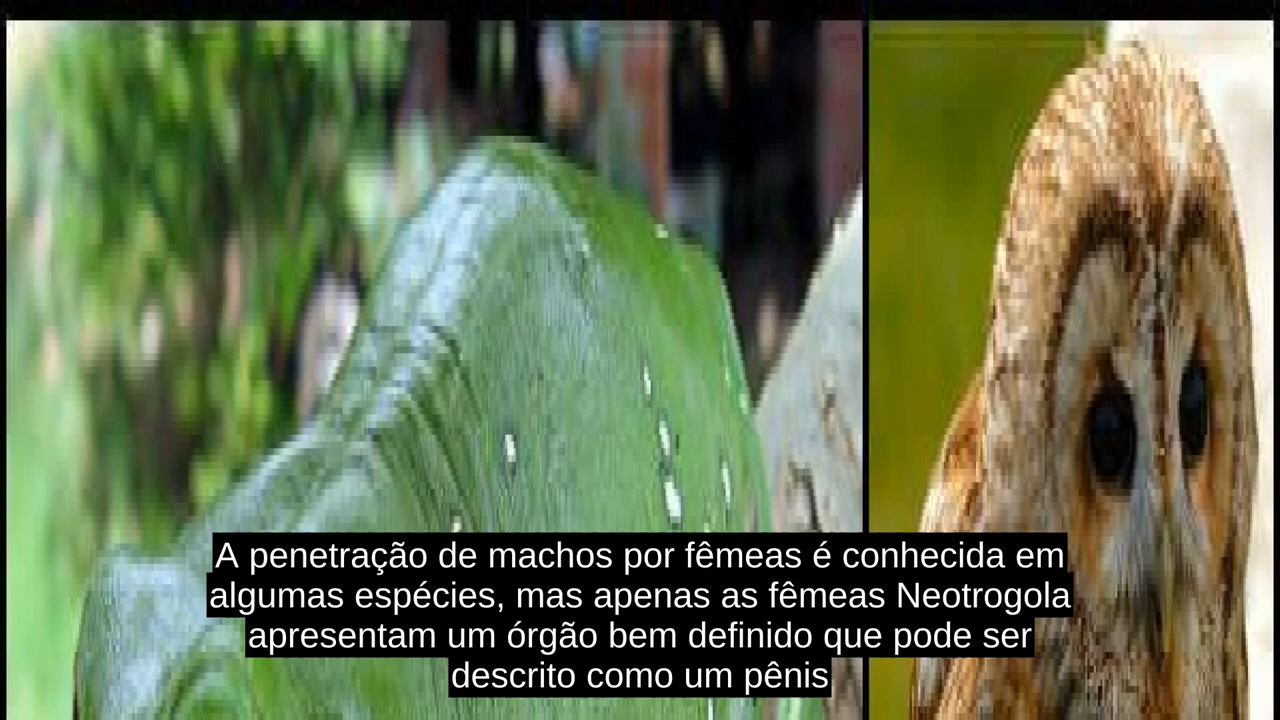 A penetração de machos por fêmeas é conhecida em
algumas espécies, mas apenas as fêmeas Neotrogola
apresentam um órgão bem definido que pode ser
descrito como um pênis